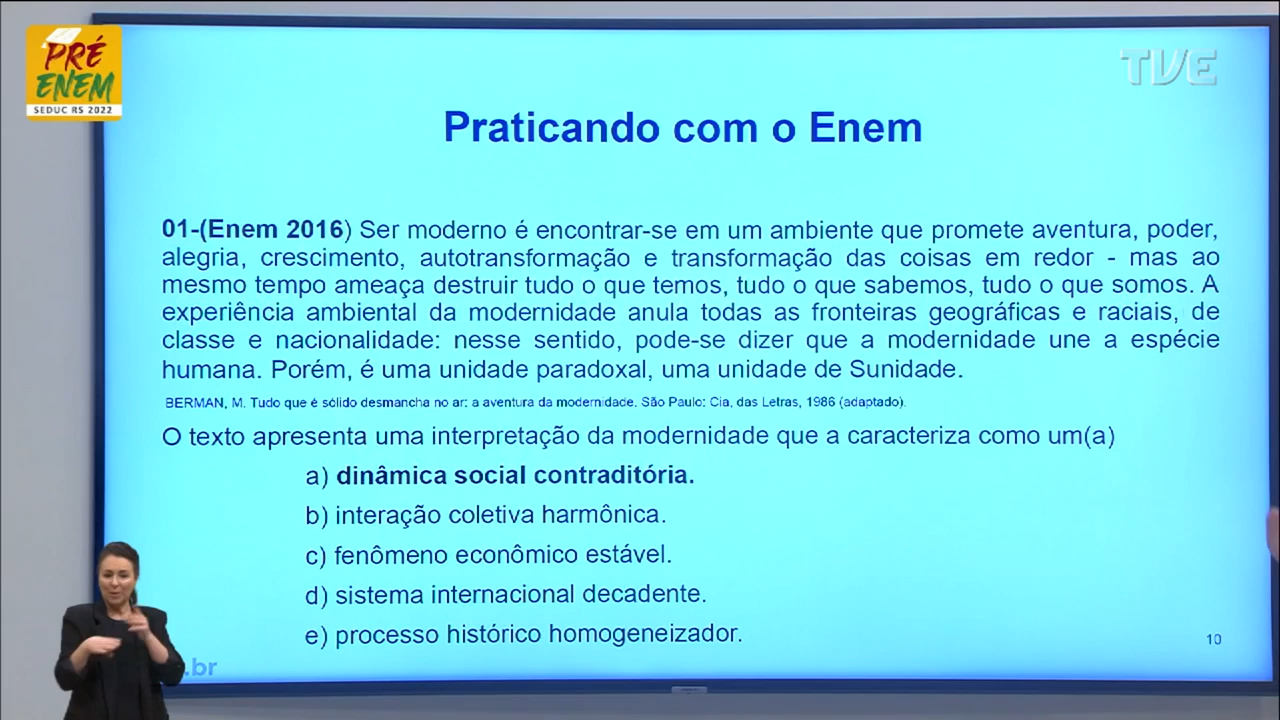 PRÉ
ENEM
SEDUC RS 2022
TVE
Praticando com o Enem
01-(Enem 2016) Ser moderno é encontrar-se em um ambiente que promete aventura, poder,
alegria, crescimento, autotransformação e transformação das coisas em redor - mas ao
mesmo tempo ameaça destruir tudo o que temos, tudo o que sabemos, tudo o que somos. A
experiência ambiental da modernidade anula todas as fronteiras geográficas e raciais, de
classe e nacionalidade: nesse sentido, pode-se dizer que a modernidade une a espécie
humana. Porém, é uma unidade paradoxal, uma unidade de Sunidade.
BERMAN, M. Tudo que é sólido desmancha no ar: a aventura da modernidade. São Paulo: Cia, das Letras, 1986 (adaptado).
O texto apresenta uma interpretação da modernidade que a caracteriza como um(a)
a) dinâmica social contraditória.
b) interação coletiva harmônica.
c) fenômeno econômico estável.
d) sistema internacional decadente.
e) processo histórico homogeneizador.
10
.br